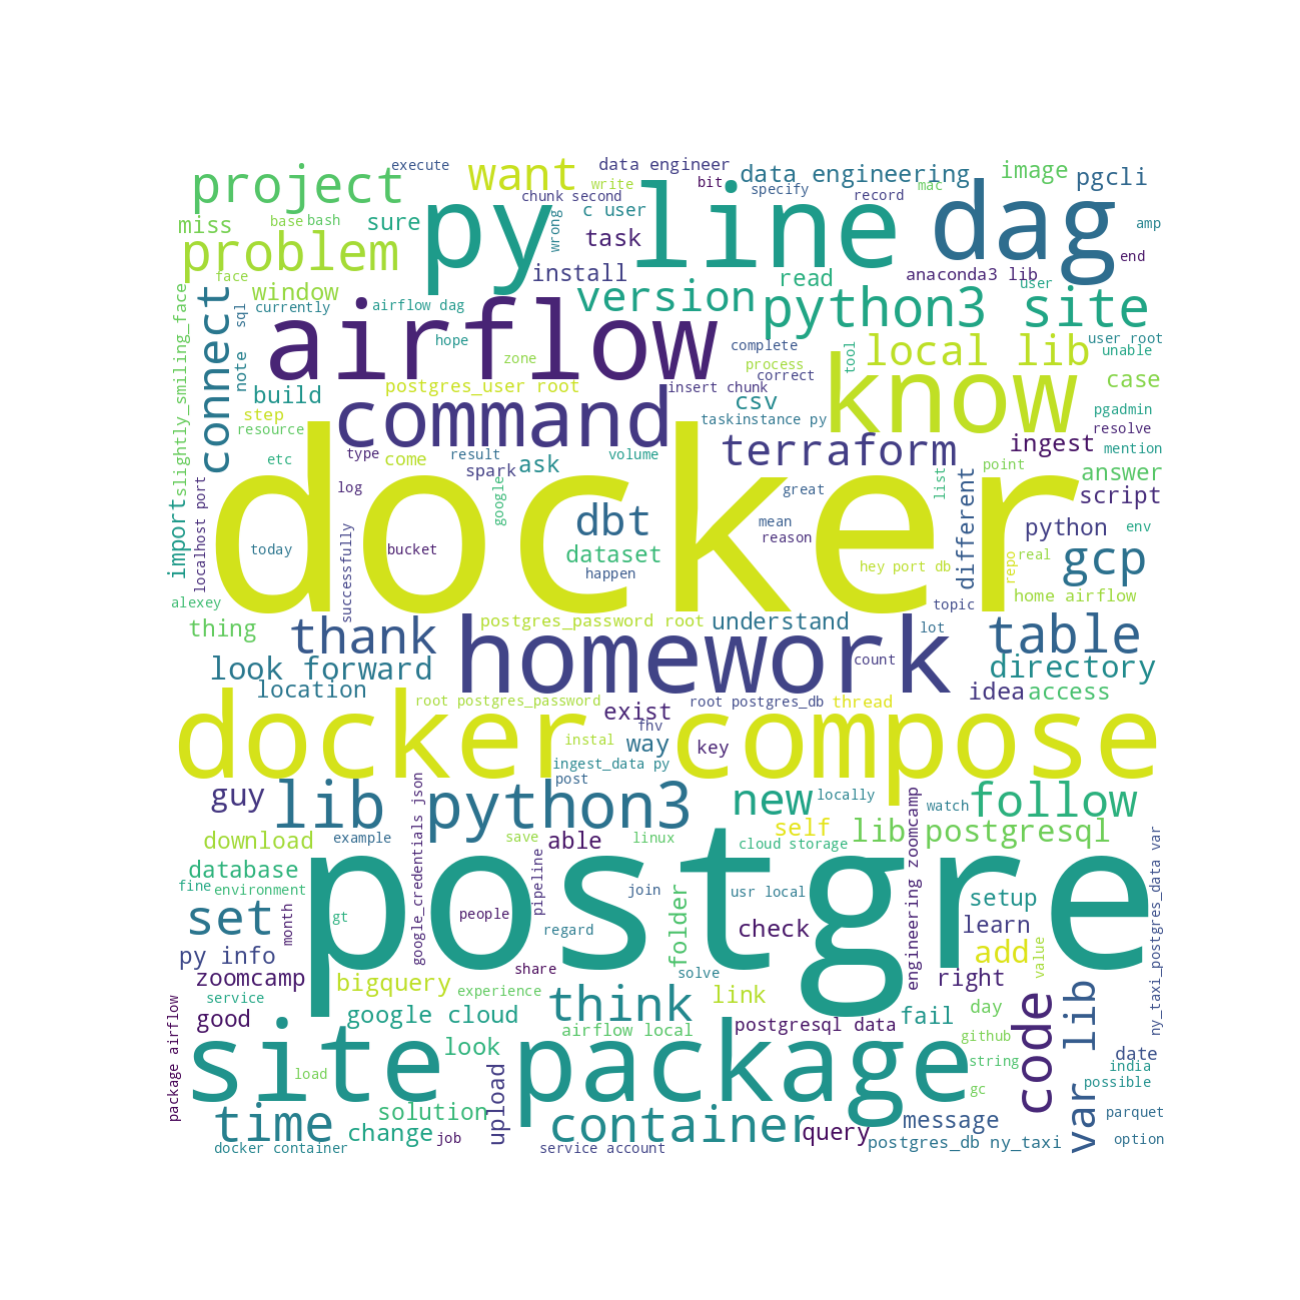 execute
data engineer
project
want
data engineering
image
pgcli
write
bit
specify
mac
chunk second
record
py line
dag
miss
base
bash
sure
c user
wrong
task
amp
problem
end
face
install
read
anaconda3 lib
user
window
version
python3 site
slightly_smiling_face
connect
currently
sql
airflow dag
airflow
hope
complete
user root
unable
local lib
tool
zone
process
note
correct
know
case
build
postgres_user root
insert chunk
csv
step
command
taskinstance py
pgadmin
resolve
resource
terraform
ingest
mention
type
come
result
volume
etc
spark
ask
point
answer
list
different
localhost port
log
google
great
script
docker
import
dbt
mean
python
env
successfully
reason
today
bucket
dataset
real
gcp
repo
happen
hey port db
home airflow
alexey
topic
thing
thank
postgres_password root
understand
lot
table
homework
look forward
count
directory
location
idea
access
root postgres_password
exist
root postgres_db
thread
docker compose
fhv
instal
way
key
ingest_data py
post
guy
lib
python3
google_credentials json
new
locally
engineering zoomcamp
watch
follow
download
example
save
able
linux
self
lib postgresql
cloud storage
database
pipeline
fine
environment
join
usr local
postgre
ny_taxi_postgres_data var
set
month
gt
people
folder
setup
regard
check
learn
py info
add
value
zoomcamp
share
solve
right
bigquery
experience
link
service
think
package airflow
good
google cloud
airflow local
postgresql data
fail
day
code
var lib
look
github
date
site package
load
string
india
gc
possible
upload
time
solution
container
message
parquet
change
job
query
option
docker container
service account
postgres_db ny_taxi